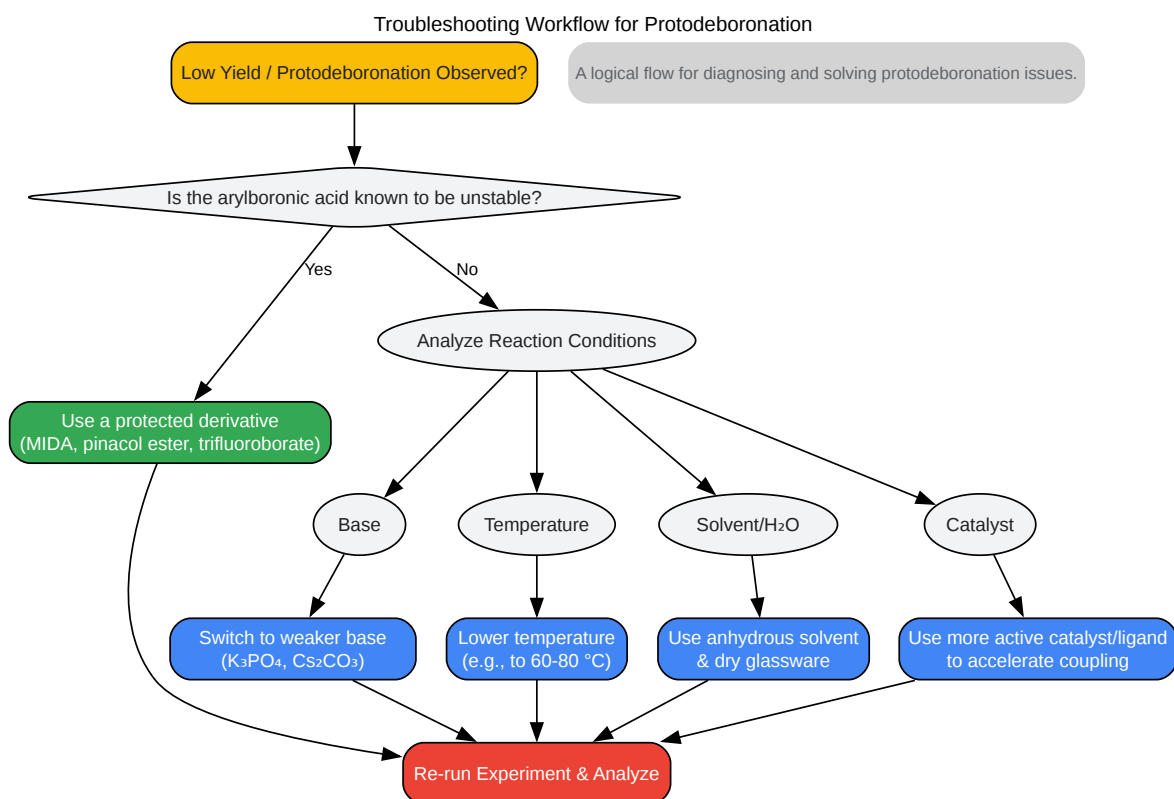 Troubleshooting Workflow for Protodeboronation
Low Yield / Protodeboronation Observed?
A logical flow for diagnosing and solving protodeboronation issues.
Is the arylboronic acid known to be unstable?
Yes
No
Analyze Reaction Conditions
Use a protected derivative
(MIDA, pinacol ester, trifluoroborate)
Base
Temperature
Solvent/H₂O
Catalyst
Switch to weaker base
(K₃PO₄, Cs₂CO₃)
Lower temperature
(e.g., to 60-80 °C)
Use anhydrous solvent
& dry glassware
Use more active catalyst/ligand
to accelerate coupling
Re-run Experiment & Analyze